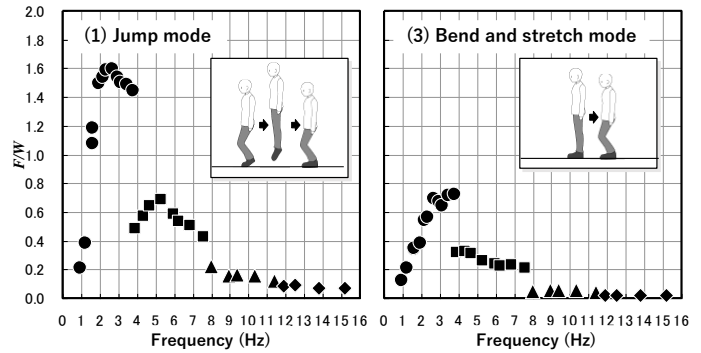 (1) Jump mode
(3) Bend and stretch mode
F/W
2.0
1.8
1.6
1.4
1.2
1.0
0.8
0.6
0.4
0.2
0.0
0 1 2 3 4 5 6 7 8 9 10 11 12 13 14 15 16
0 1 2 3 4 5 6 7 8 9 10 11 12 13 14 15 16
Frequency (Hz)
Frequency (Hz)